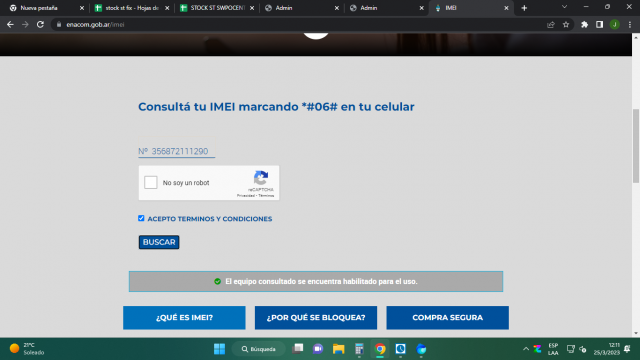 Nueva pestaña
stock st fix - Hojas de
STOCK ST SWPOCENT
Admin
Admin
IMEI
enacom.gob.ar/imei
J
Consultá tu IMEI marcando *#06# en tu celular
Nº 356872111290
No soy un robot
reCAPTCHA
Privacidad - Términos
ACEPTO TERMINOS Y CONDICIONES
BUSCAR
El equipo consultado se encuentra habilitado para el uso.
¿QUÉ ES IMEI?
¿POR QUÉ SE BLOQUEA?
COMPRA SEGURA
21°C
Soleado
Búsqueda
ESP
LAA
12:11
25/3/2023